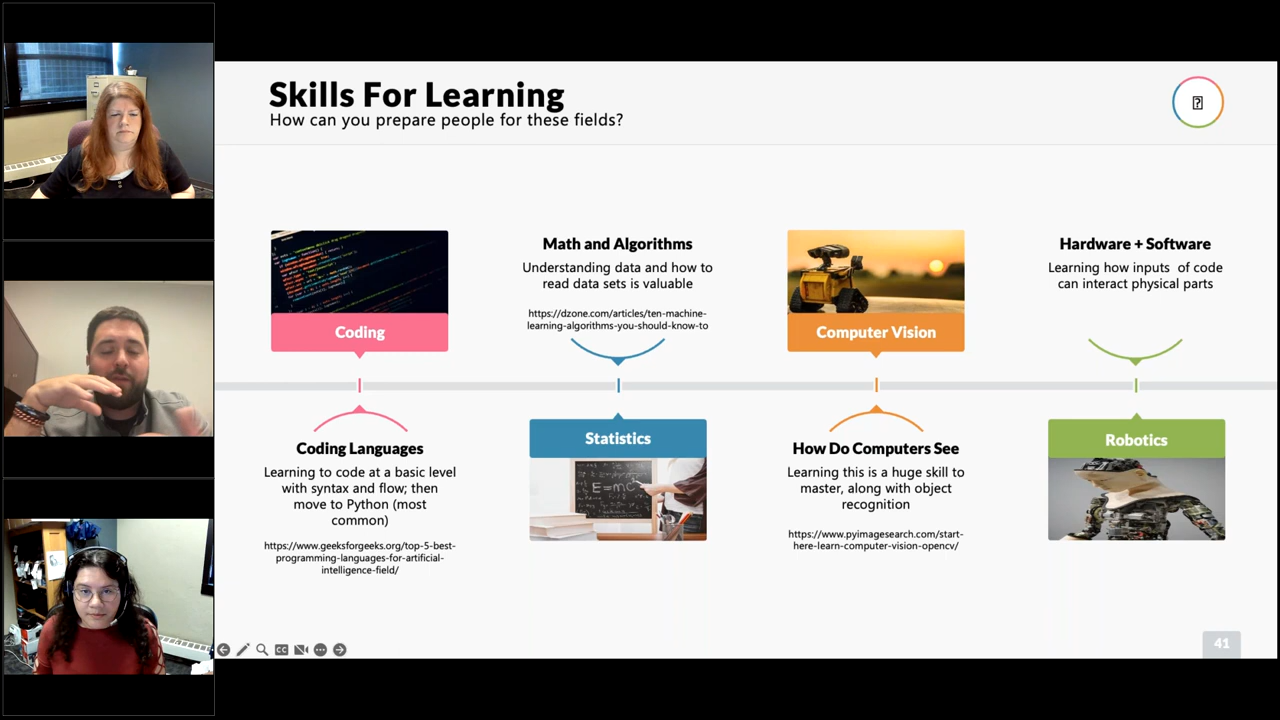 Skills For Learning
How can you prepare people for these fields?
Coding
Coding Languages
Learning to code at a basic level
with syntax and flow; then
move to Python (most
common)
https://www.geeksforgeeks.org/top-5-best-
programming-languages-for-artificial-
intelligence-field/
Math and Algorithms
Understanding data and how to
read data sets is valuable
https://dzone.com/articles/ten-machine-
learning-algorithms-you-should-know-to
Statistics
E=mc²
Computer Vision
How Do Computers See
Learning this is a huge skill to
master, along with object
recognition
https://www.pyimagesearch.com/start-
here-learn-computer-vision-opencv/
Hardware + Software
Learning how inputs  of code
can interact physical parts
Robotics
41